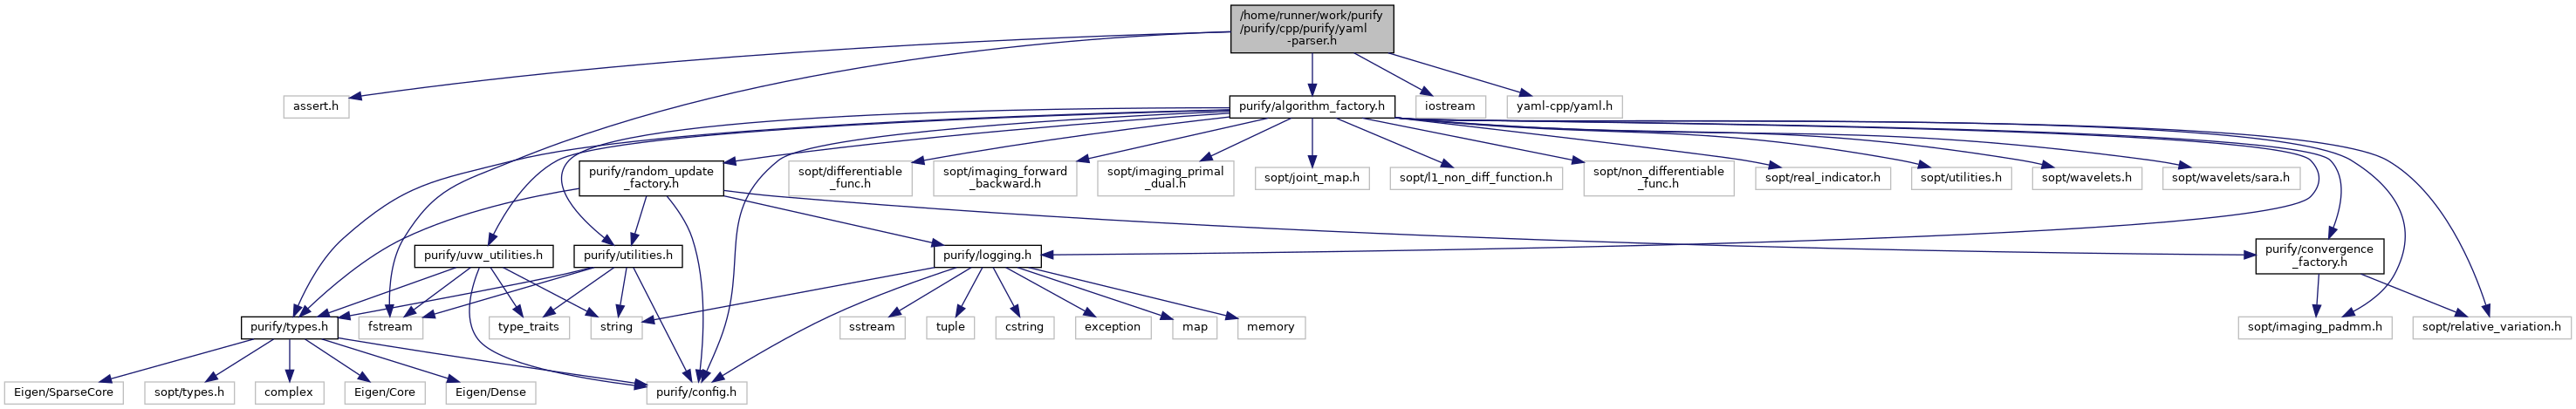 /home/runner/work/purify
/purify/cpp/purify/yaml
-parser.h
assert.h
purify/algorithm_factory.h
iostream
yaml-cpp/yaml.h
purify/random_update
_factory.h
sopt/differentiable
_func.h
sopt/imaging_forward
_backward.h
sopt/imaging_primal
_dual.h
sopt/joint_map.h
sopt/l1_non_diff_function.h
sopt/non_differentiable
_func.h
sopt/real_indicator.h
sopt/utilities.h
sopt/wavelets.h
sopt/wavelets/sara.h
purify/uvw_utilities.h
purify/utilities.h
purify/logging.h
purify/convergence
_factory.h
purify/types.h
fstream
type_traits
string
sstream
tuple
cstring
exception
map
memory
sopt/imaging_padmm.h
sopt/relative_variation.h
Eigen/SparseCore
sopt/types.h
complex
Eigen/Core
Eigen/Dense
purify/config.h